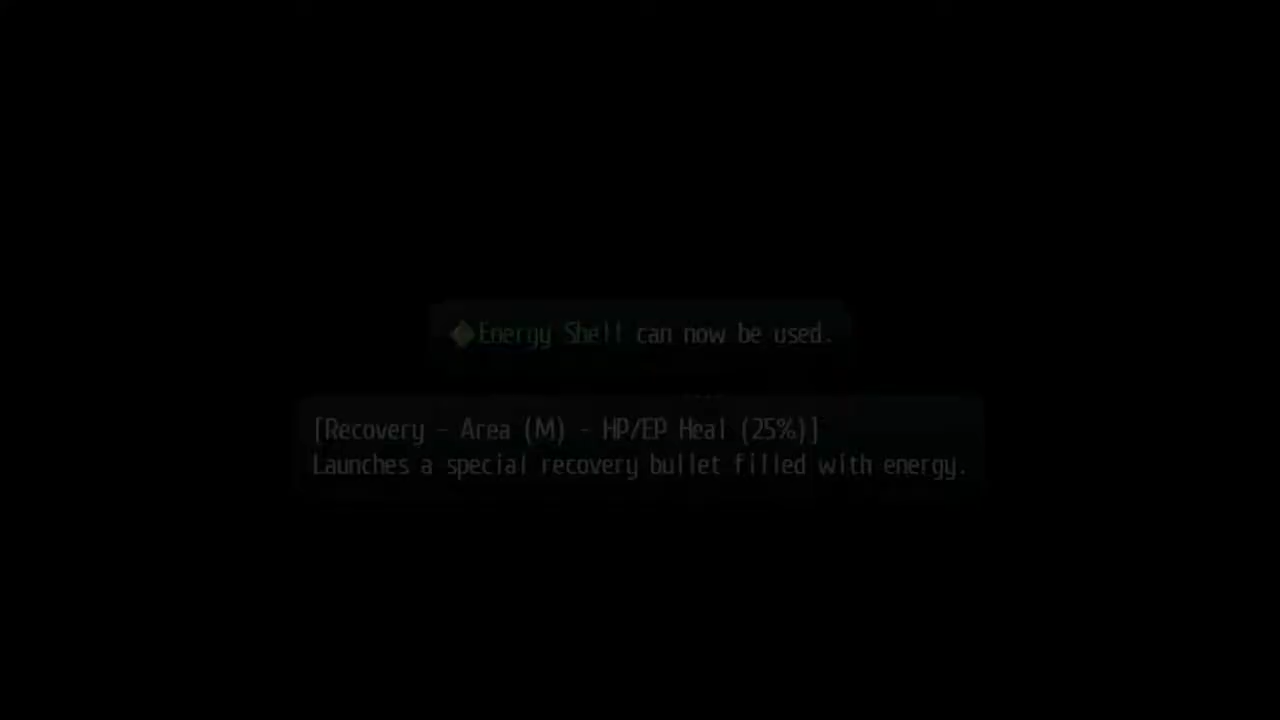 ◆Energy Shell can now be used.
[Recovery - Area (M) - HP/EP Heal (25%)]
Launches a special recovery bullet filled with energy.